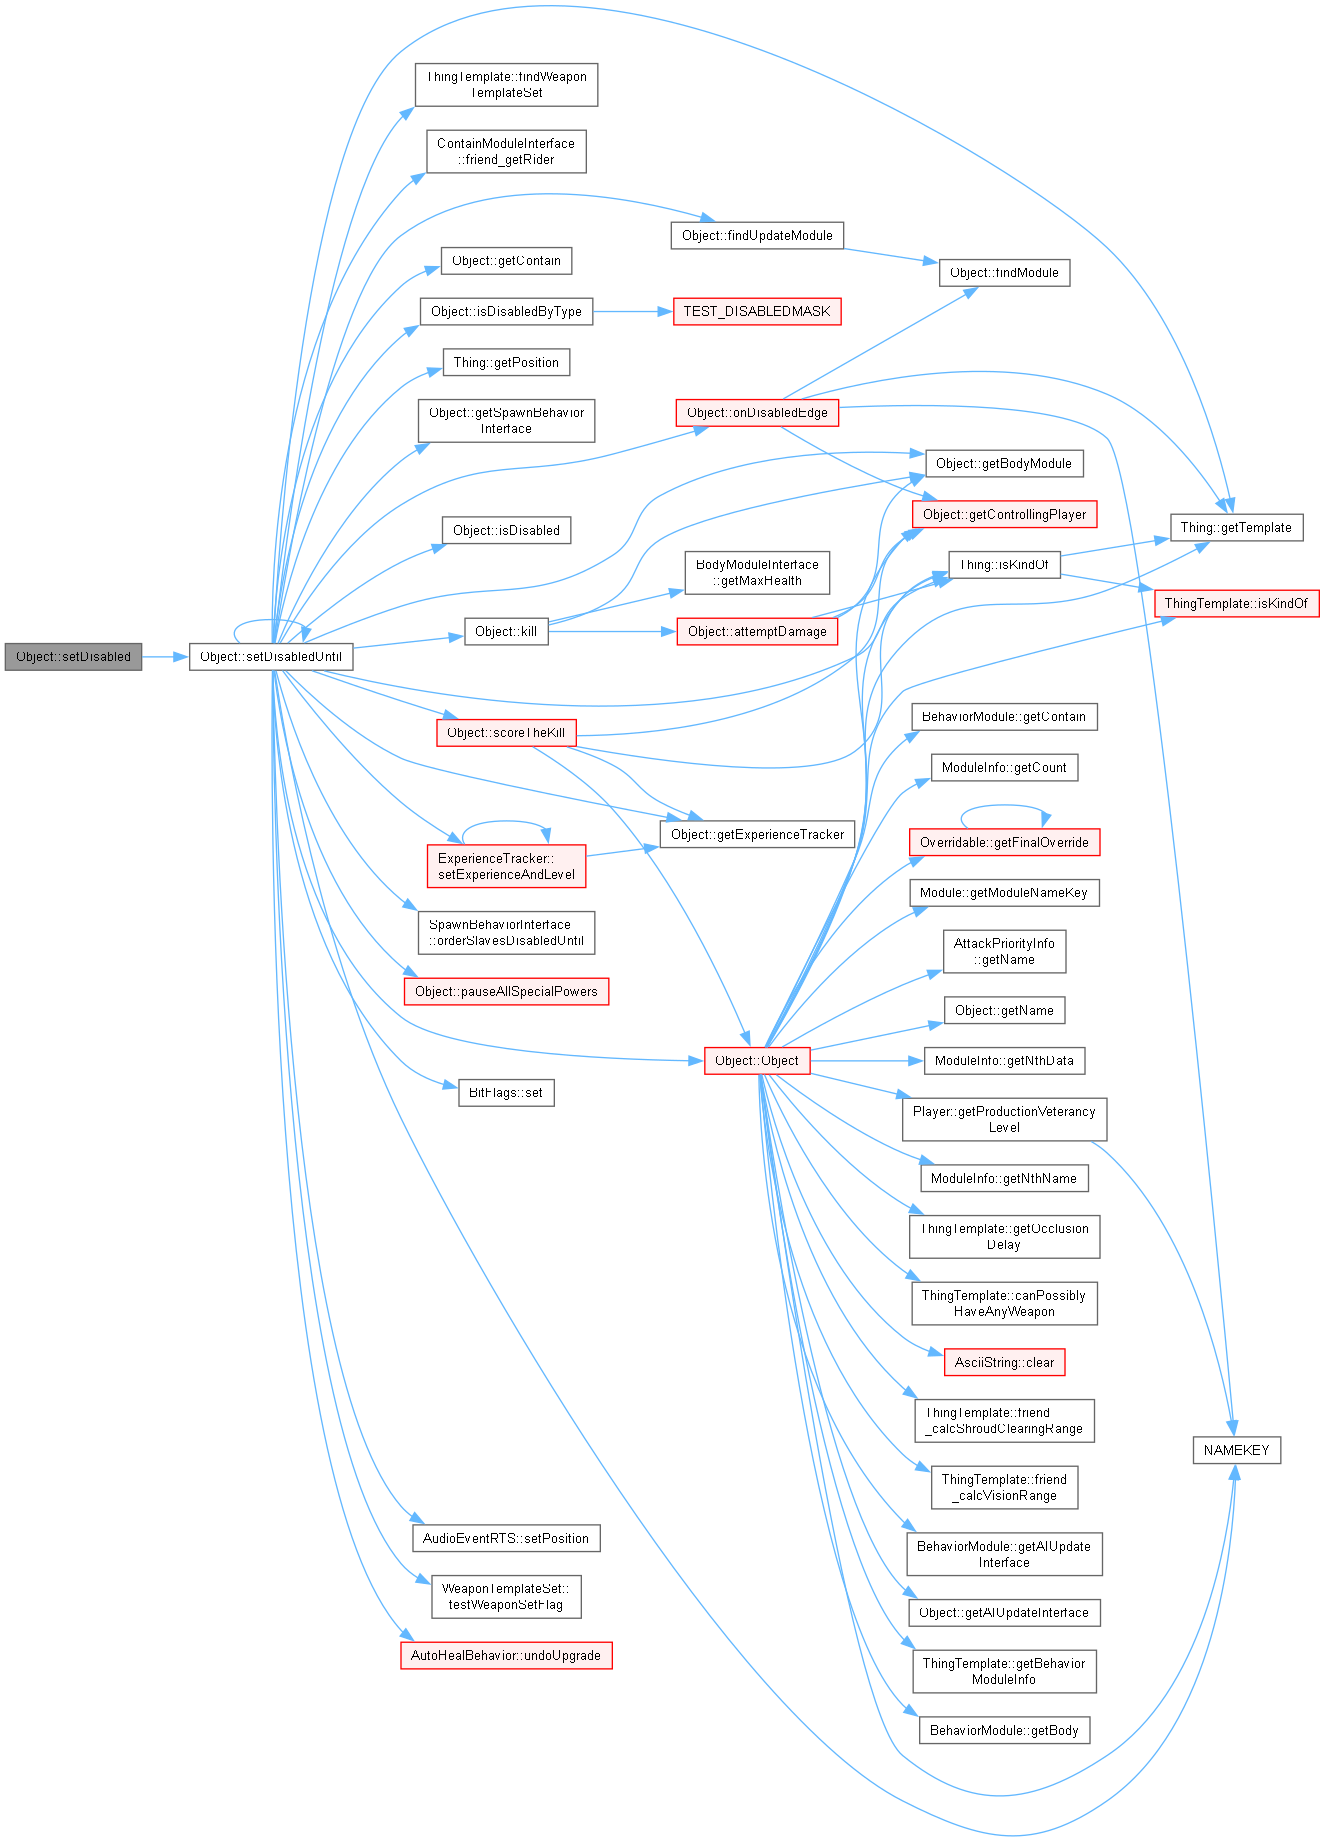 Object::setDisabled
Object::setDisabledUntil
ThingTemplate::findWeapon
TemplateSet
ContainModuleInterface
::friend_getRider
Object::findUpdateModule
Object::findModule
Object::getContain
Object::isDisabledByType
TEST_DISABLEDMASK
Thing::getPosition
Object::getSpawnBehavior
Interface
Object::onDisabledEdge
Object::getBodyModule
Object::getControllingPlayer
Object::isDisabled
Thing::getTemplate
BodyModuleInterface
::getMaxHealth
Thing::isKindOf
ThingTemplate::isKindOf
Object::kill
Object::attemptDamage
Object::scoreTheKill
Object::getExperienceTracker
ExperienceTracker::
setExperienceAndLevel
SpawnBehaviorInterface
::orderSlavesDisabledUntil
Object::pauseAllSpecialPowers
Object::Object
BitFlags::set
BehaviorModule::getContain
ModuleInfo::getCount
Overridable::getFinalOverride
Module::getModuleNameKey
AttackPriorityInfo
::getName
Object::getName
ModuleInfo::getNthData
Player::getProductionVeterancy
Level
ModuleInfo::getNthName
ThingTemplate::getOcclusion
Delay
ThingTemplate::canPossibly
HaveAnyWeapon
AsciiString::clear
ThingTemplate::friend
_calcShroudClearingRange
NAMEKEY
ThingTemplate::friend
_calcVisionRange
AudioEventRTS::setPosition
BehaviorModule::getAIUpdate
Interface
WeaponTemplateSet::
testWeaponSetFlag
Object::getAIUpdateInterface
AutoHealBehavior::undoUpgrade
ThingTemplate::getBehavior
ModuleInfo
BehaviorModule::getBody